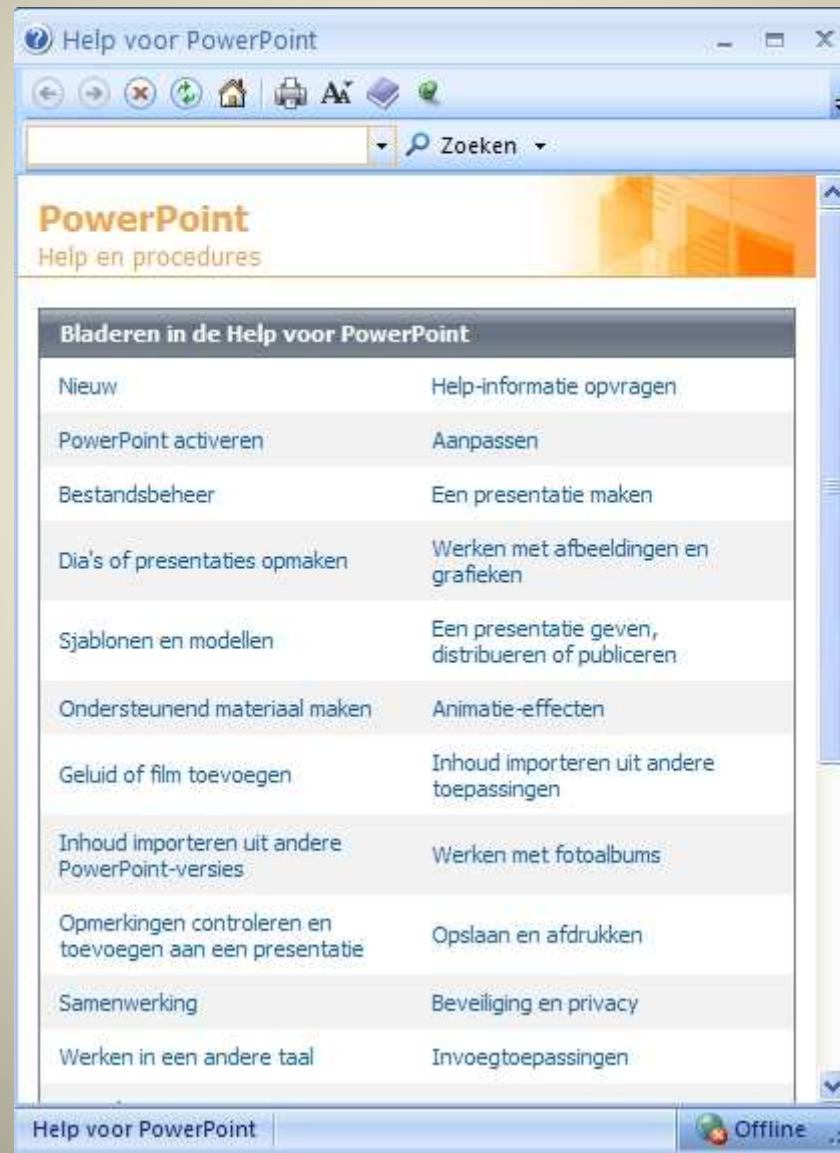 Help voor PowerPoint
Zoeken
PowerPoint
Help en procedures
Bladeren in de Help voor PowerPoint
Nieuw
Help-informatie opvragen
PowerPoint activeren
Aanpassen
Bestandsbeheer
Een presentatie maken
Dia's of presentaties opmaken
Werken met afbeeldingen en
grafieken
Sjablonen en modellen
Een presentatie geven,
distribueren of publiceren
Ondersteunend materiaal maken
Animatie-effecten
Geluid of film toevoegen
Inhoud importeren uit andere
toepassingen
Inhoud importeren uit andere
PowerPoint-versies
Werken met fotoalbums
Opmerkingen controleren en
toevoegen aan een presentatie
Opslaan en afdrukken
Samenwerking
Beveiliging en privacy
Werken in een andere taal
Invoegtoepassingen
Help voor PowerPoint
Offline